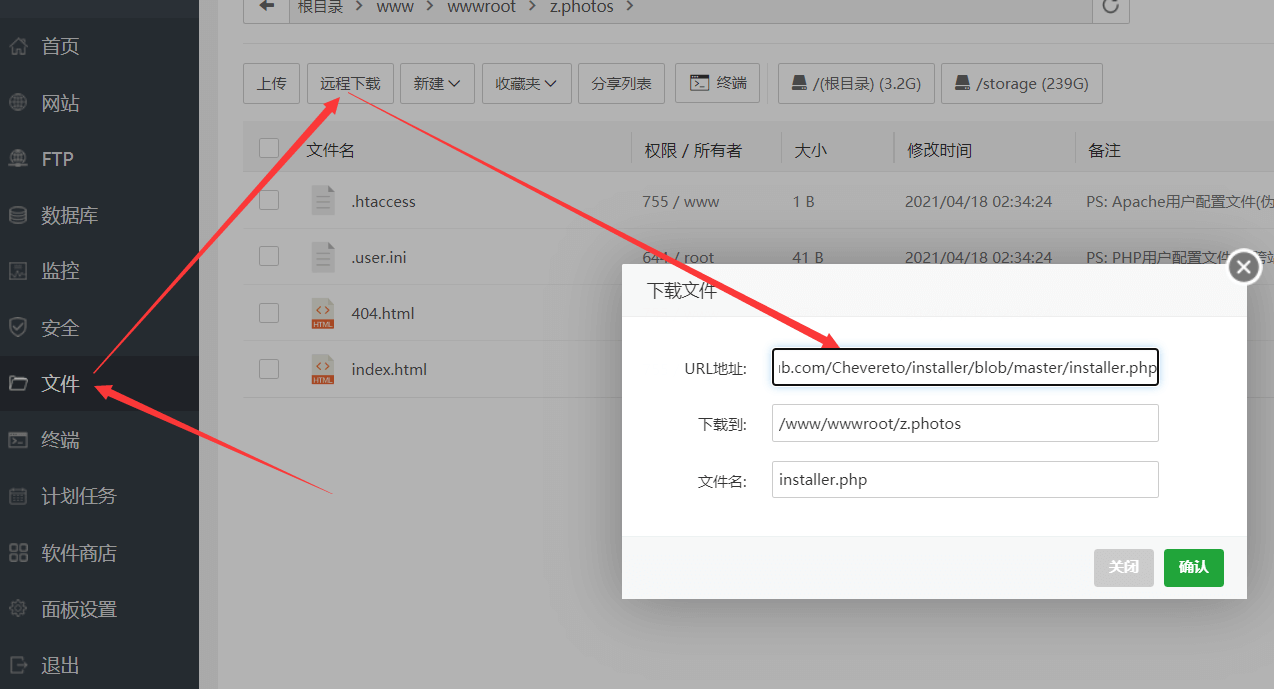 根目录 > www > wwwroot > z.photos >
首页
网站
FTP
数据库
监控
安全
文件
终端
计划任务
软件商店
面板设置
退出
上传 远程下载 新建 收藏夹 分享列表 终端 /(根目录) (3.2G) /storage (239G)
文件名 权限 / 所有者 大小 修改时间 备注
.htaccess 755 / www 1 B 2021/04/18 02:34:24 PS: Apache用户配置文件(伪
.user.ini 644 / root 41 B 2021/04/18 02:34:24 PS: PHP用户配置文件
404.html
HTML
index.html
HTML
下载文件
URL地址: b.com/Chevereto/installer/blob/master/installer.php
下载到: /www/wwwroot/z.photos
文件名: installer.php
关闭 确认